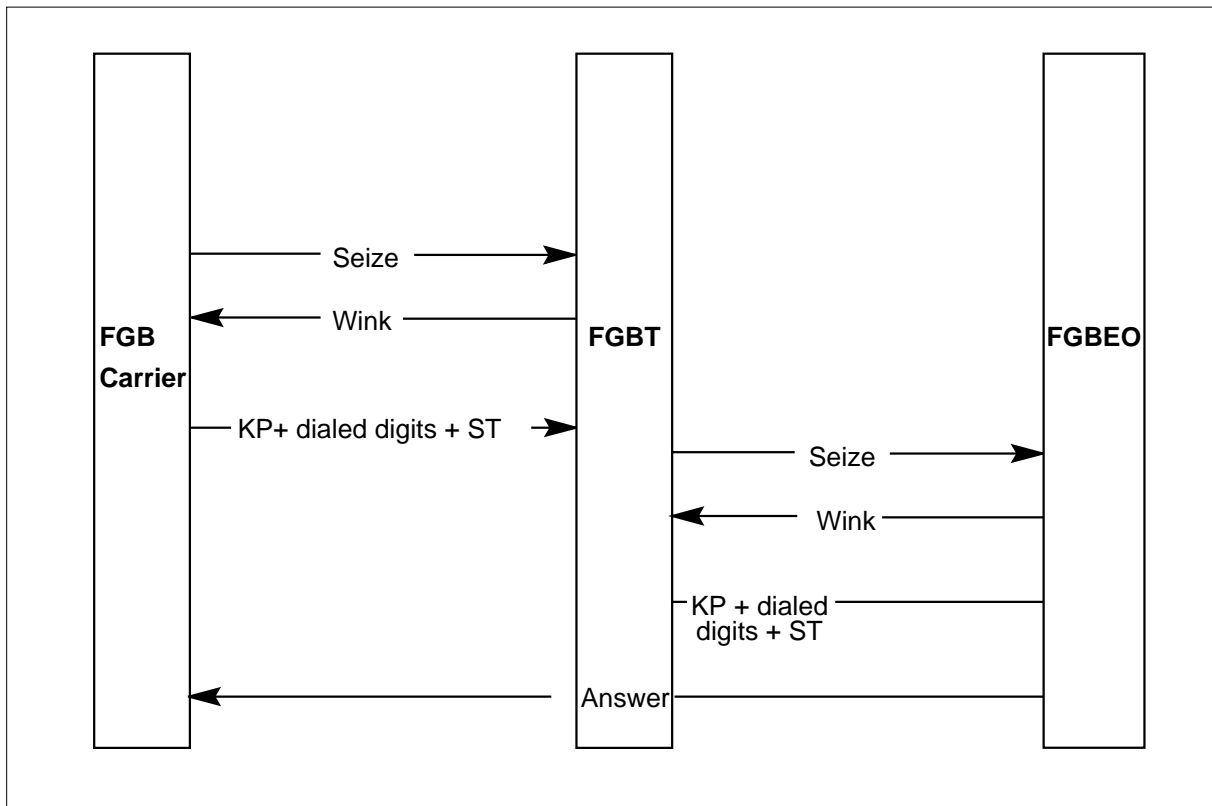 Seize
Wink
FGB
Carrier
FGBT
FGBEO
KP+ dialed digits + ST
Seize
Wink
KP + dialed
digits + ST
Answer